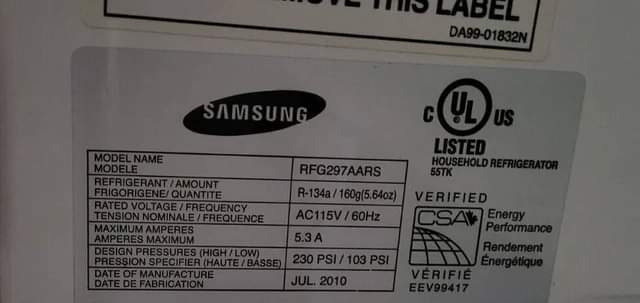 THIS LABEL
DA99-01832N
SAMSUNG
C UL US
LISTED
HOUSEHOLD REFRIGERATOR
55TK
MODEL NAME
MODELE
RFG297AARS
REFRIGERANT / AMOUNT
FRIGORIGENE/ QUANTITE
R-134a / 160g(5.64oz)
RATED VOLTAGE / FREQUENCY
TENSION NOMINALE / FREQUENCE
AC115V / 60Hz
MAXIMUM AMPERES
AMPERES MAXIMUM
5.3 A
DESIGN PRESSURES (HIGH / LOW)
PRESSION SPECIFIER (HAUTE / BASSE)
230 PSI / 103 PSI
DATE OF MANUFACTURE
DATE DE FABRICATION
JUL. 2010
VERIFIED
CSA
Energy
Performance
Rendement
Énergétique
VÉRIFIÉ
EEV99417